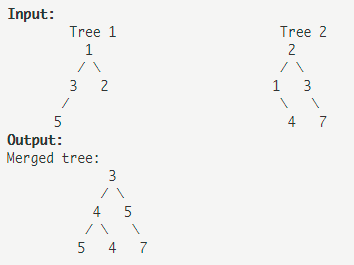 Input:
Tree 1 Tree 2
1 2
/ \ / \
3 2 1 3
/ \ \
5 4 7
Output:
Merged tree:
3
/ \
4 5
/ \ \
5 4 7